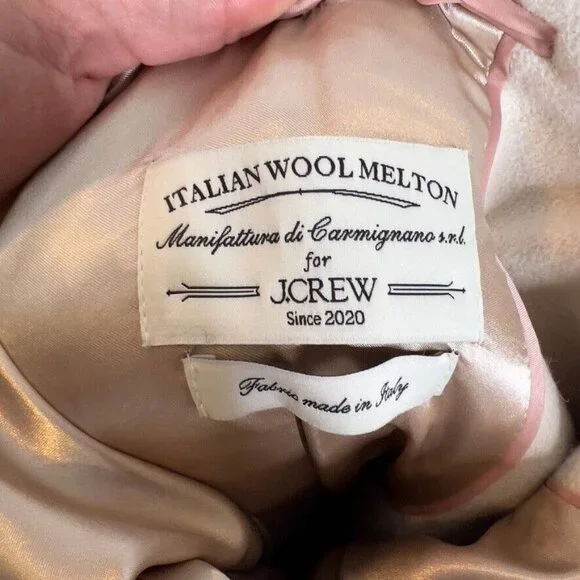 ITALIAN WOOL MELTON
Manifattura di Carmignano s.r.l.
for
J.CREW
Since 2020
Fabric made in Italy